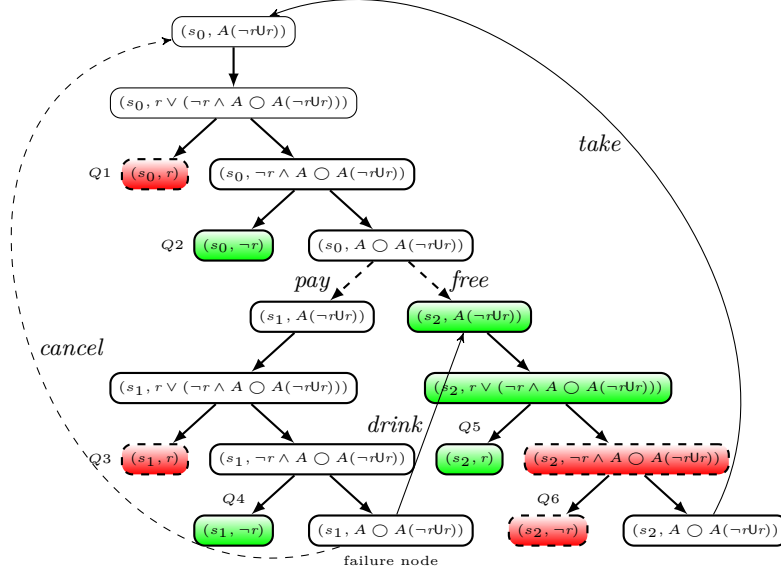 (s₀, A(¬rUr))
(s₀, r ∨ (¬r ∧ A ◯ A(¬rUr)))
take
Q1 (s₀, r) (s₀, ¬r ∧ A ◯ A(¬rUr))
Q2 (s₀, ¬r) (s₀, A ◯ A(¬rUr))
pay free
(s₁, A(¬rUr)) (s₂, A(¬rUr))
cancel
(s₁, r ∨ (¬r ∧ A ◯ A(¬rUr))) (s₂, r ∨ (¬r ∧ A ◯ A(¬rUr)))
drink Q5
Q3 (s₁, r) (s₁, ¬r ∧ A ◯ A(¬rUr)) (s₂, r) (s₂, ¬r ∧ A ◯ A(¬rUr))
Q4 Q6
(s₁, ¬r) (s₁, A ◯ A(¬rUr)) (s₂, ¬r) (s₂, A ◯ A(¬rUr))
failure node